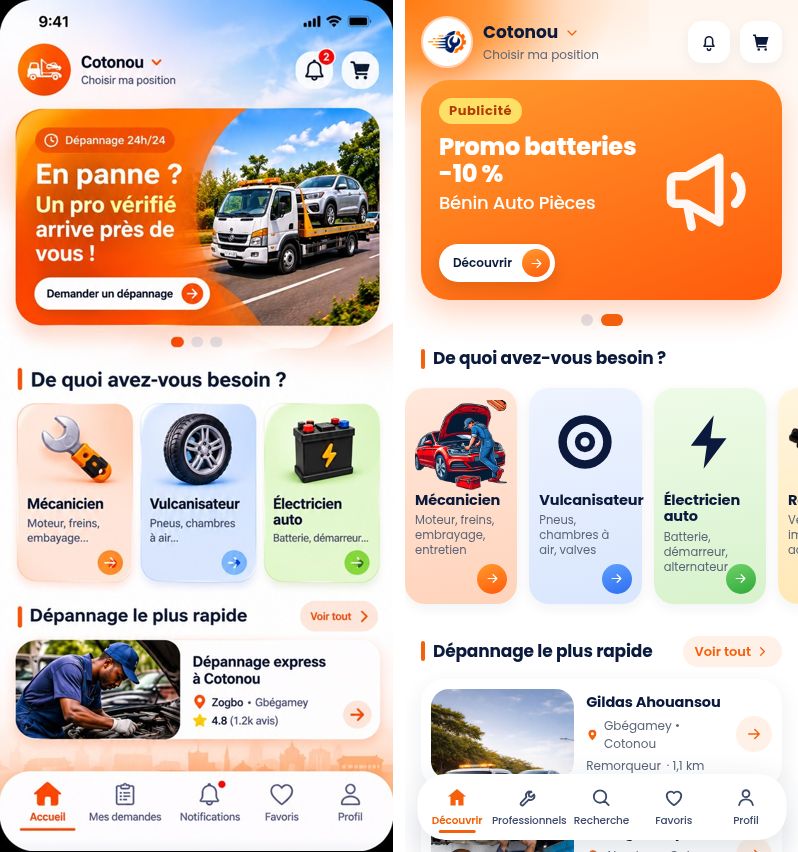 9:41
Cotonou
Choisir ma position
2
Dépannage 24h/24
En panne ?
Un pro vérifié
arrive près de
vous !
Demander un dépannage
De quoi avez-vous besoin ?
Mécanicien
Moteur, freins,
embayage...
Vulcanisateur
Pneus, chambres
à air...
Électricien
auto
Batterie, démarreur...
Dépannage le plus rapide
Voir tout
Dépannage express
à Cotonou
Zogbo • Gbégamey
4.8 (1.2k avis)
Accueil
Mes demandes
Notifications
Favoris
Profil
Cotonou
Choisir ma position
Publicité
Promo batteries
-10 %
Bénin Auto Pièces
Découvrir
De quoi avez-vous besoin ?
Mécanicien
Moteur, freins,
embrayage,
entretien
Vulcanisateur
Pneus,
chambres à
air, valves
Électricien
auto
Batterie,
démarreur,
alternateur
Dépannage le plus rapide
Voir tout
Gildas Ahouansou
Gbégamey •
Cotonou
Remorqueur · 1,1 km
Découvrir
Professionnels
Recherche
Favoris
Profil